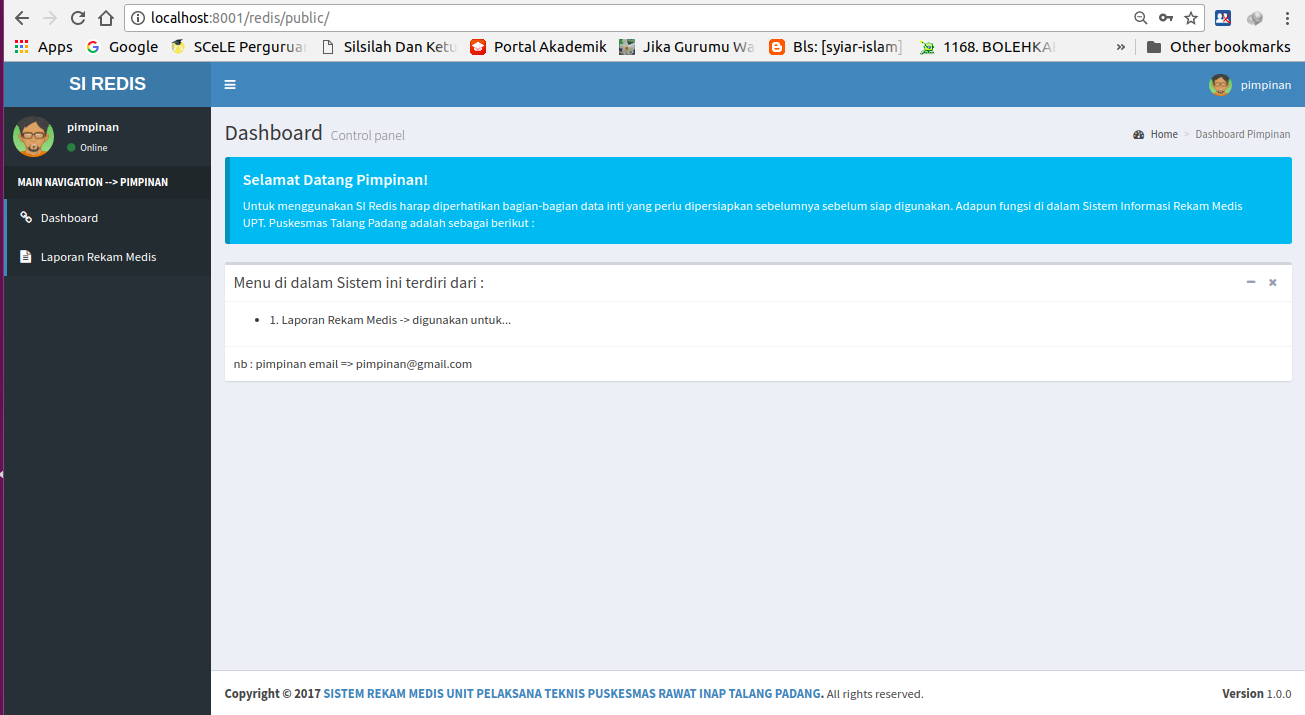 localhost:8001/redis/public/
Apps Google SCeLE Perguruan Silsilah Dan Ketu Portal Akademik Jika Gurumu Wa Bls: [syiar-islam] 1168. BOLEHKA » Other bookmarks
SI REDIS pimpinan
pimpinan
Online
MAIN NAVIGATION --> PIMPINAN
Dashboard
Laporan Rekam Medis
Dashboard Control panel Home > Dashboard Pimpinan
Selamat Datang Pimpinan!
Untuk menggunakan SI Redis harap diperhatikan bagian-bagian data inti yang perlu dipersiapkan sebelumnya sebelum siap digunakan. Adapun fungsi di dalam Sistem Informasi Rekam Medis
UPT. Puskesmas Talang Padang adalah sebagai berikut :
Menu di dalam Sistem ini terdiri dari :
• 1. Laporan Rekam Medis -> digunakan untuk...
nb : pimpinan email => pimpinan@gmail.com
Copyright © 2017 SISTEM REKAM MEDIS UNIT PELAKSANA TEKNIS PUSKESMAS RAWAT INAP TALANG PADANG. All rights reserved. Version 1.0.0